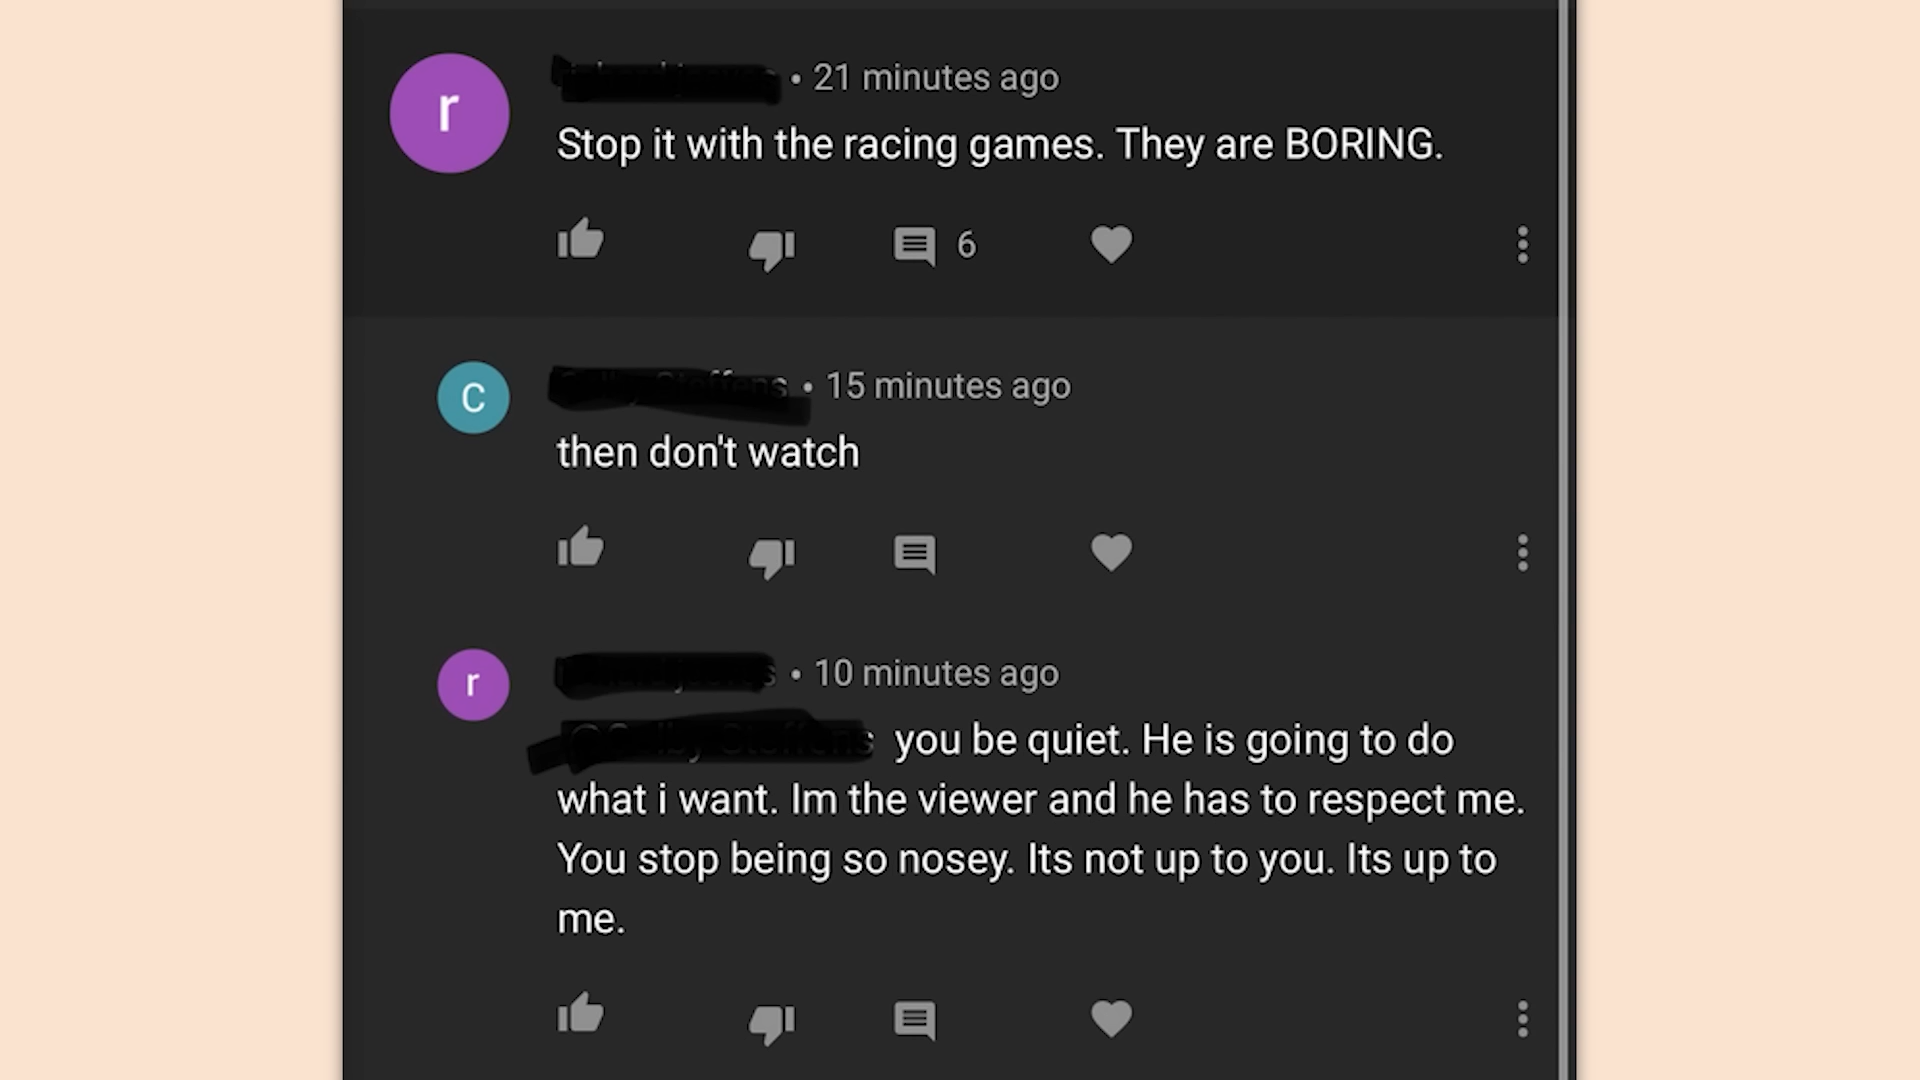 r
• 21 minutes ago
Stop it with the racing games. They are BORING.
6
C
• 15 minutes ago
then don't watch
r
• 10 minutes ago
you be quiet. He is going to do
what i want. Im the viewer and he has to respect me.
You stop being so nosey. Its not up to you. Its up to
me.